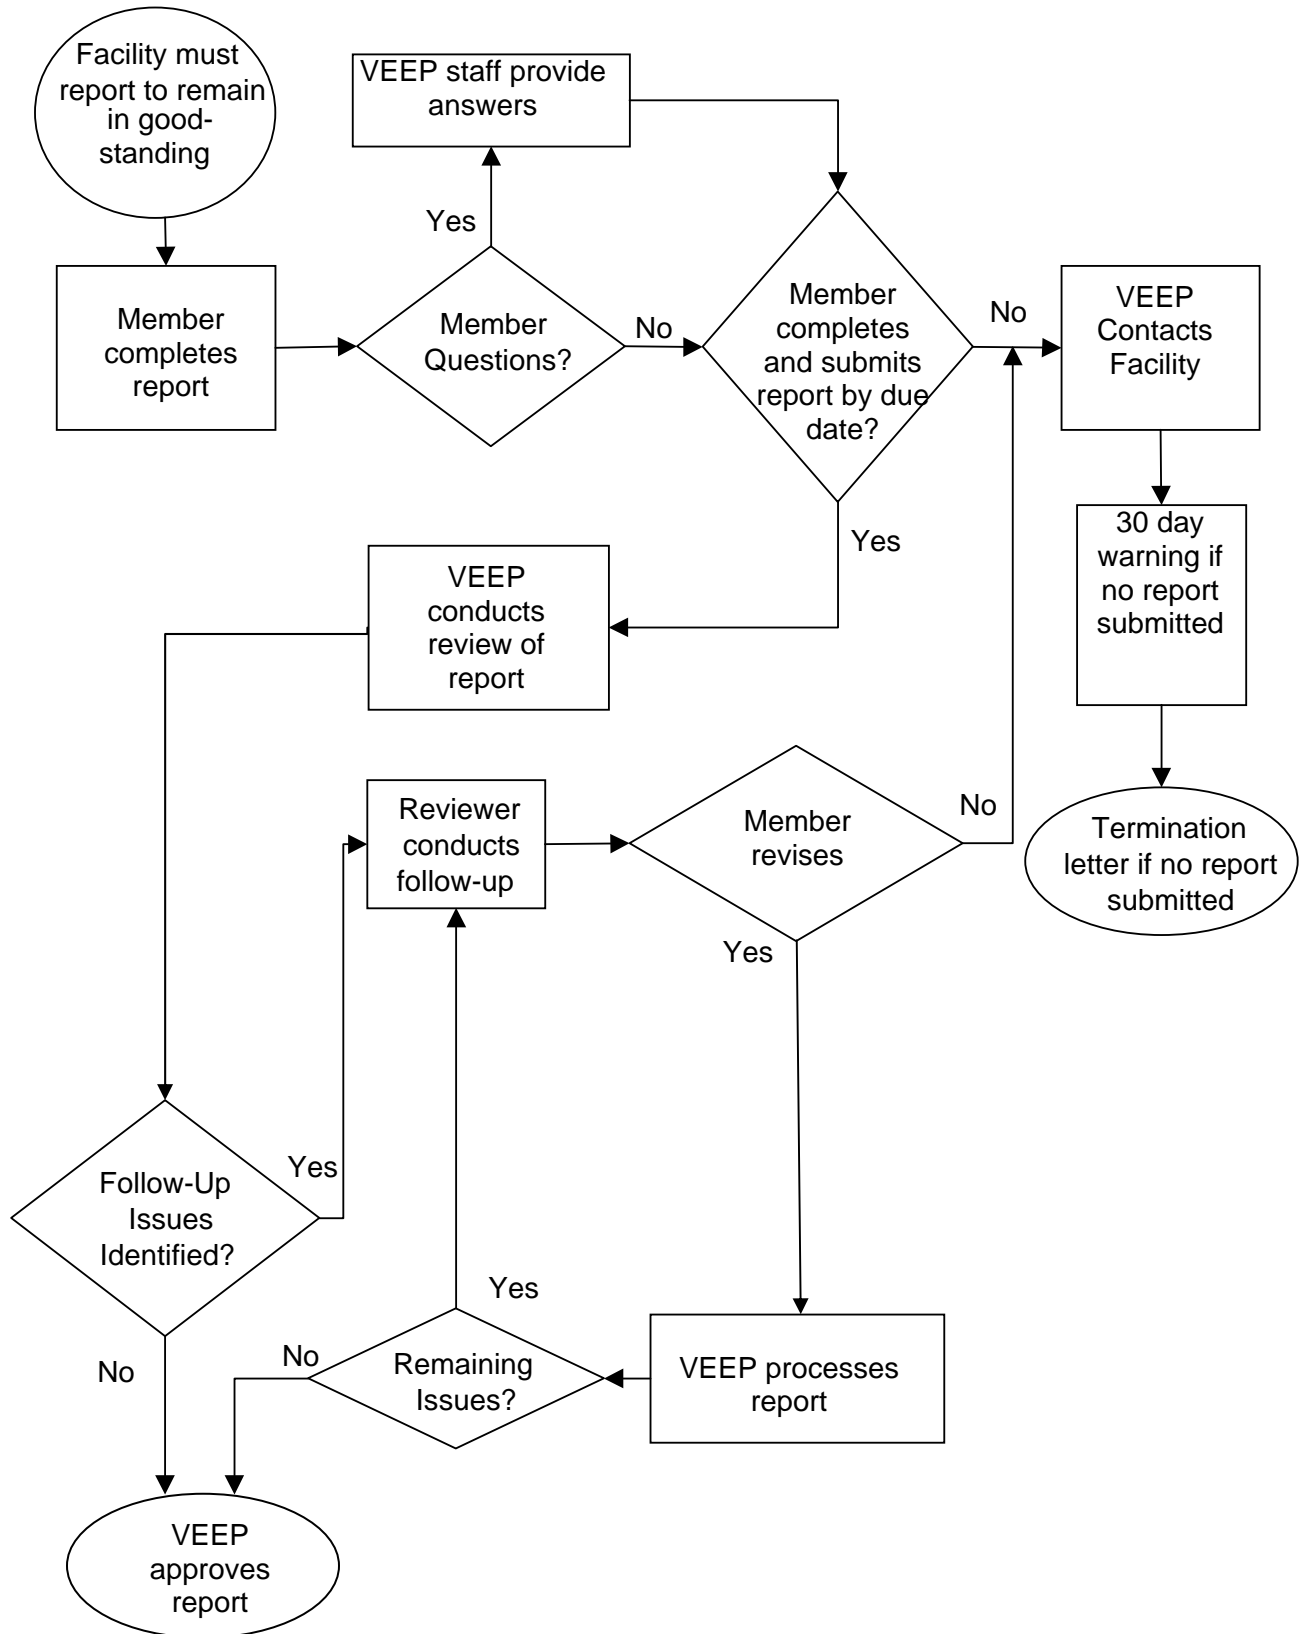 Facility must
report to remain
in good-
standing
VEEP staff provide
answers
Yes
Member
completes
report
Member
Questions?
No
Member
completes
and submits
report by due
date?
No
VEEP
Contacts
Facility
Yes
30 day
warning if
no report
submitted
VEEP
conducts
review of
report
Reviewer
conducts
follow-up
Member
revises
No
Termination
letter if no report
submitted
Yes
Follow-Up
Issues
Identified?
Yes
No
Yes
No
Remaining
Issues?
VEEP processes
report
VEEP
approves
report